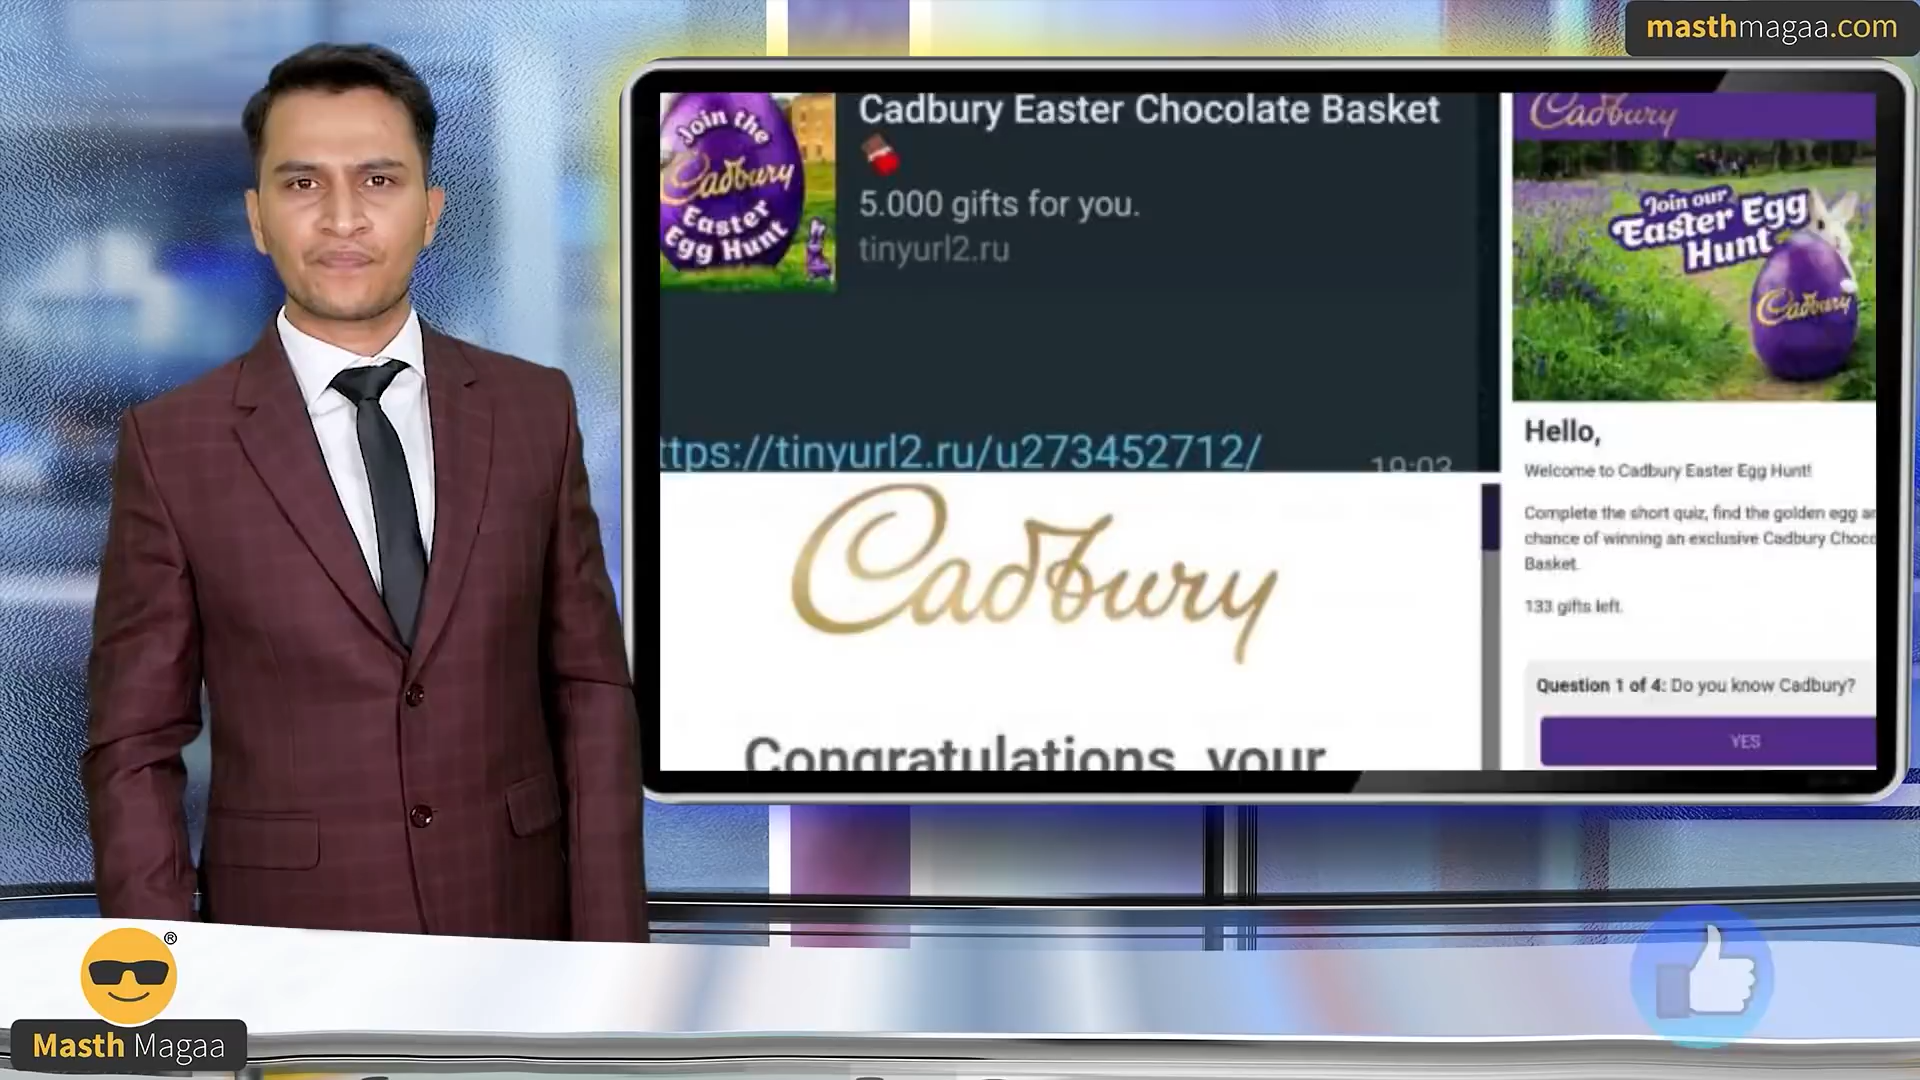 masthmagaa.com
Join the
Cadbury
Easter
Egg Hunt
Cadbury Easter Chocolate Basket
5.000 gifts for you.
tinyurl2.ru
ttps://tinyurl2.ru/u273452712/
19:03
Cadbury
Congratulations, your
Cadbury
Join our
Easter Egg
Hunt
Cadbury
Hello,
Welcome to Cadbury Easter Egg Hunt!
Complete the short quiz, find the golden egg
chance of winning an exclusive Cadbury
Basket.
133 gifts left.
Question 1 of 4: Do you know Cadbury?
YES
®
Masth Magaa